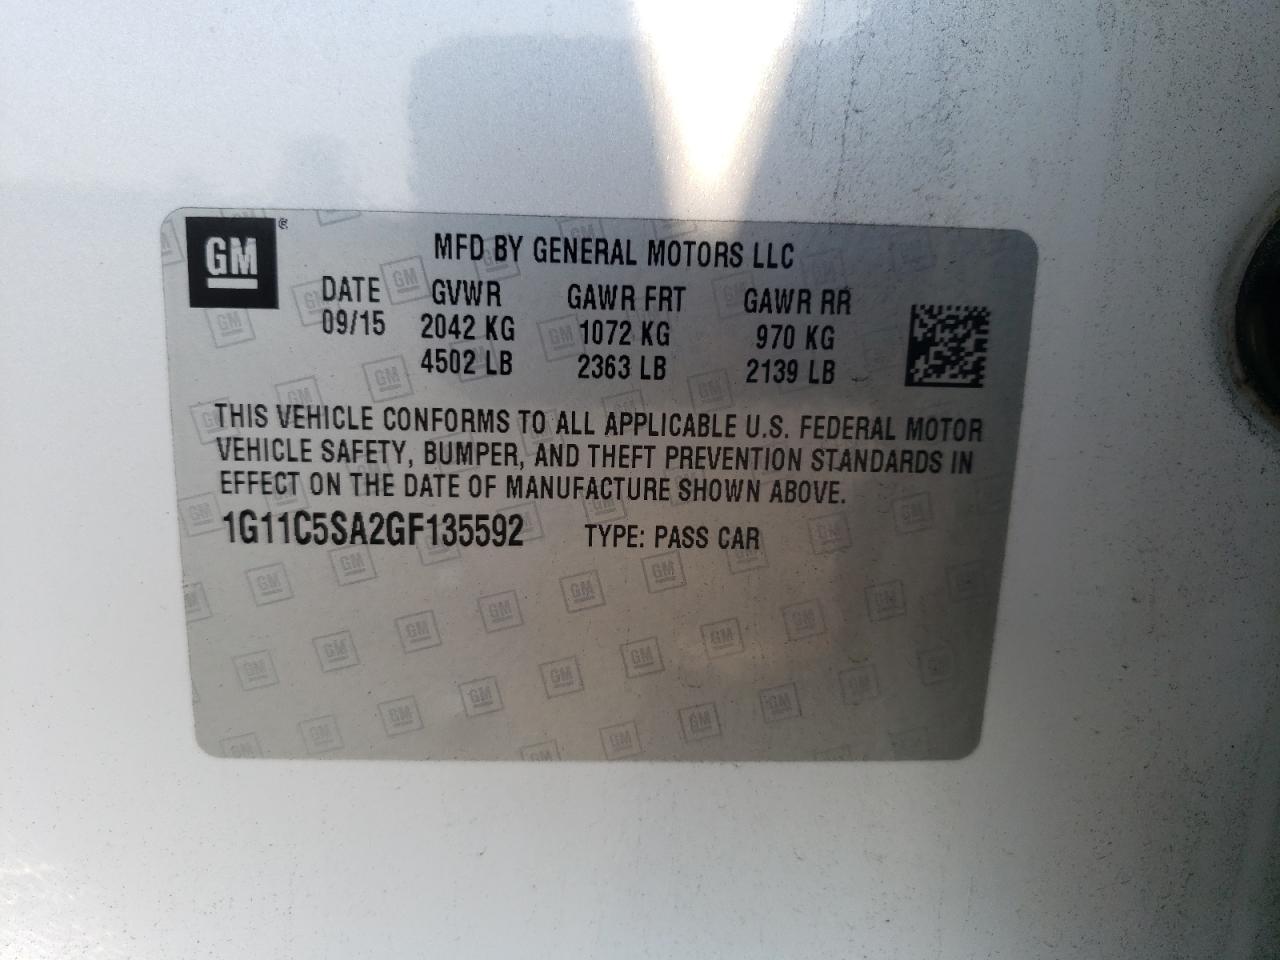 GM
MFD BY GENERAL MOTORS LLC
DATE GVWR GAWR FRT GAWR RR
09/15 2042 KG 1072 KG 970 KG
4502 LB 2363 LB 2139 LB
THIS VEHICLE CONFORMS TO ALL APPLICABLE U.S. FEDERAL MOTOR
VEHICLE SAFETY, BUMPER, AND THEFT PREVENTION STANDARDS IN
EFFECT ON THE DATE OF MANUFACTURE SHOWN ABOVE.
1G11C5SA2GF135592 TYPE: PASS CAR